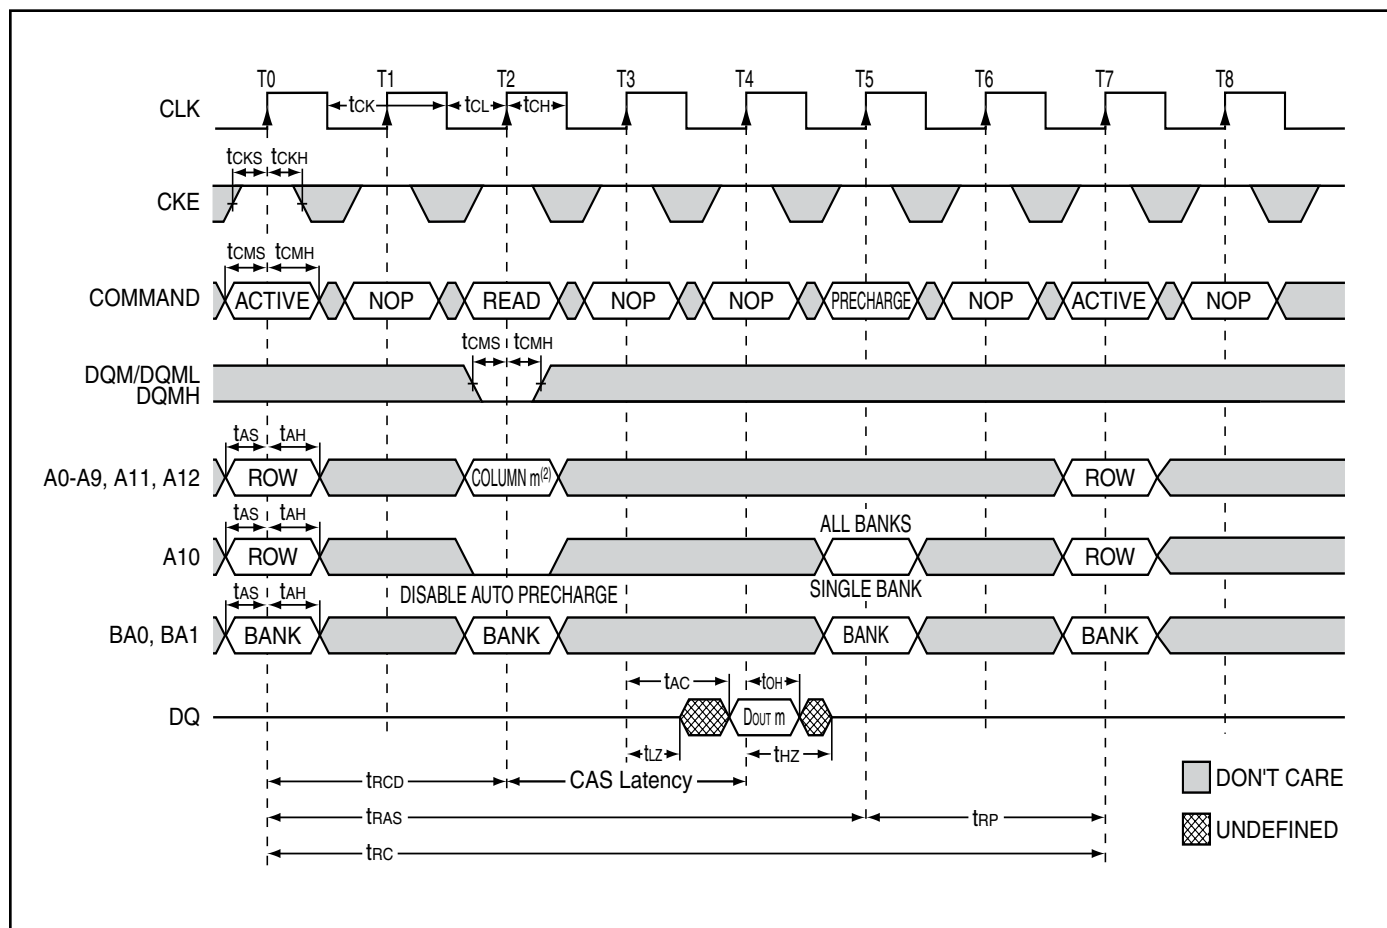 T0 T1 T2 T3 T4 T5 T6 T7 T8
CLK tCK tCL tCH
tCKS tCKH
CKE
tCMS tCMH
COMMAND ACTIVE NOP READ NOP NOP PRECHARGE NOP ACTIVE NOP
tCMS tCMH
DQM/DQML
DQMH
tAS tAH
A0-A9, A11, A12 ROW COLUMN m(2) ROW
tAS tAH ALL BANKS
A10 ROW ROW
DISABLE AUTO PRECHARGE SINGLE BANK
tAS tAH
BA0, BA1 BANK BANK BANK BANK
tAC tOH
DQ DOUT m
tLZ tHZ
tRCD CAS Latency DON'T CARE
tRAS tRP
UNDEFINED
tRC